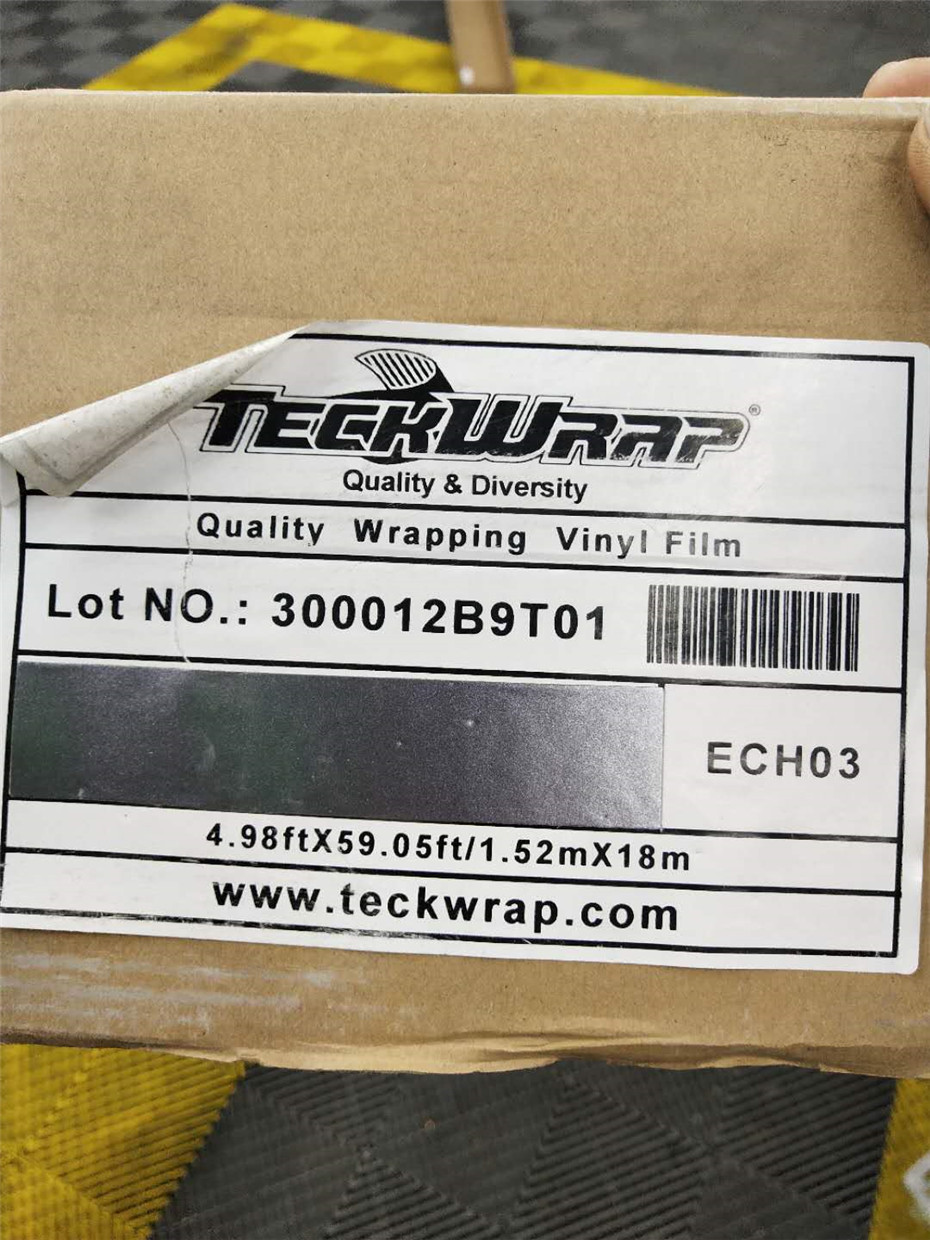 TECKWRAP®
Quality & Diversity
Quality Wrapping Vinyl Film
Lot NO.: 300012B9T01
ECH03
4.98ftX59.05ft/1.52mX18m
www.teckwrap.com